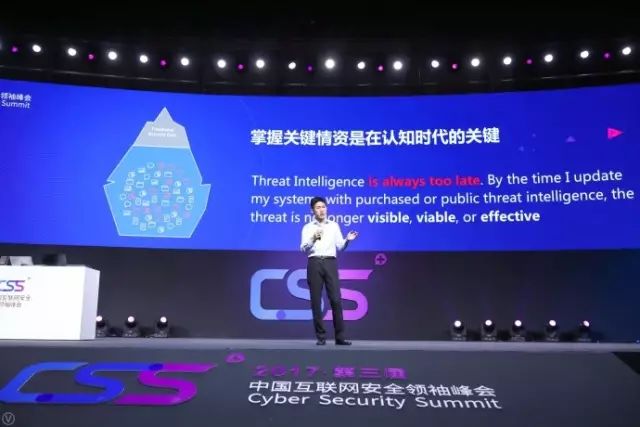 领袖峰会
Summit
掌握关键情资是在认知时代的关键
Threat Intelligence is always too late. By the time I update
my systems with purchased or public threat intelligence, the
threat is no longer visible, viable, or effective
CSS
CSS
中国互联网安全
领袖峰会
CSS
2017·第三届
中国互联网安全领袖峰会
Cyber Security Summit